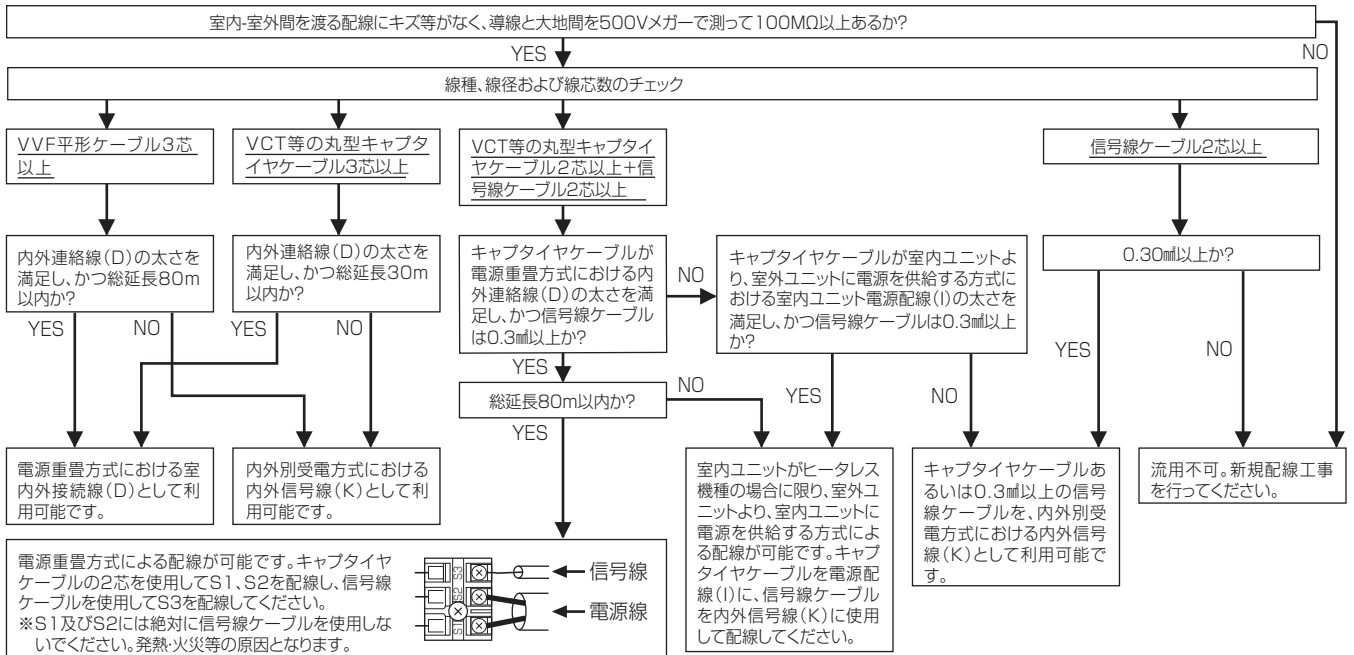 室内-室外間を渡る配線にキズ等がなく、導線と大地間を500Vメガーで測って100MΩ以上あるか?
YES
NO
線種、線径および線芯数のチェック
VVF平形ケーブル3芯
以上
VCT等の丸型キャプタ
イヤケーブル3芯以上
VCT等の丸型キャプタイ
ヤケーブル2芯以上+信
号線ケーブル2芯以上
信号線ケーブル2芯以上
内外連絡線(D)の太さを
満足し、かつ総延長80m
以内か?
内外連絡線(D)の太さを
満足し、かつ総延長30m
以内か?
キャプタイヤケーブルが
電源重畳方式における内
外連絡線(D)の太さを満
足し、かつ信号線ケーブル
は0.3㎟以上か?
NO
キャプタイヤケーブルが室内ユニットよ
り、室外ユニットに電源を供給する方式に
おける室内ユニット電源配線(I)の太さを
満足し、かつ信号線ケーブルは0.3㎟以上
か?
0.30㎟以上か?
YES
NO
YES
NO
YES
総延長80m以内か?
NO
YES
YES
NO
YES
NO
電源重畳方式における室
内外接続線(D)として利
用可能です。
内外別受電方式における
内外信号線(K)として利
用可能です。
室内ユニットがヒータレス
機種の場合に限り、室外ユ
ニットより、室内ユニットに
電源を供給する方式によ
る配線が可能です。キャプ
タイヤケーブルを電源配
線(I)に、信号線ケーブル
を内外信号線(K)に使用
して配線してください。
キャプタイヤケーブルあ
るいは0.3㎟以上の信号
線ケーブルを、内外別受
電方式における内外信号
線(K)として利用可能で
す。
流用不可。新規配線工事
を行ってください。
電源重畳方式による配線が可能です。キャプタイヤ
ケーブルの2芯を使用してS1、S2を配線し、信号線
ケーブルを使用してS3を配線してください。
※S1及びS2には絶対に信号線ケーブルを使用しな
いでください。発熱・火災等の原因となります。
S3
S2
S1
信号線
電源線